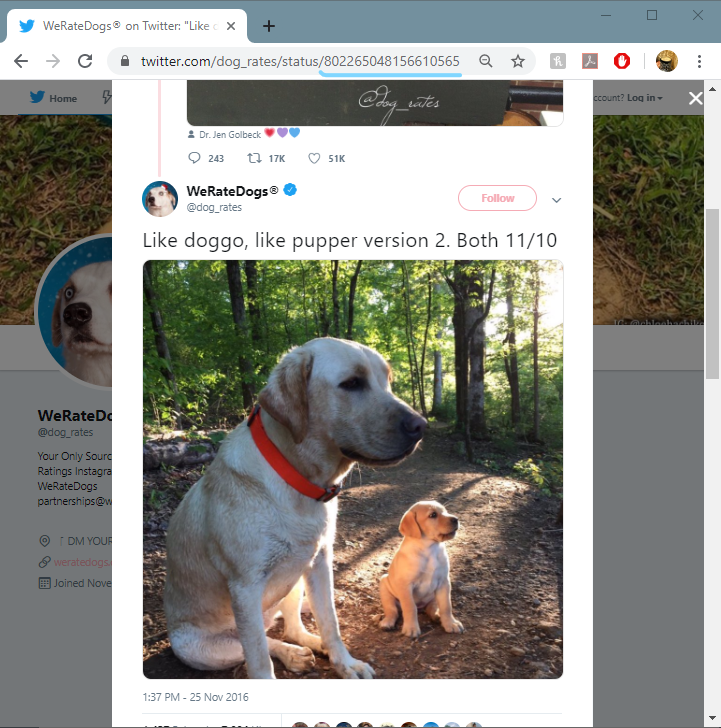 WeRateDogs® on Twitter: "Like
twitter.com/dog_rates/status/802265048156610565
Home
ccount? Log in
@dog_rates
Dr. Jen Golbeck
243 17K 51K
WeRateDogs®
@dog_rates
Follow
Like doggo, like pupper version 2. Both 11/10
WeRateDo
@dog_rates
Your Only Sourc
Ratings Instagra
WeRateDogs
partnerships@w
DM YOUR
weratedogs.
Joined Nove
1:37 PM - 25 Nov 2016